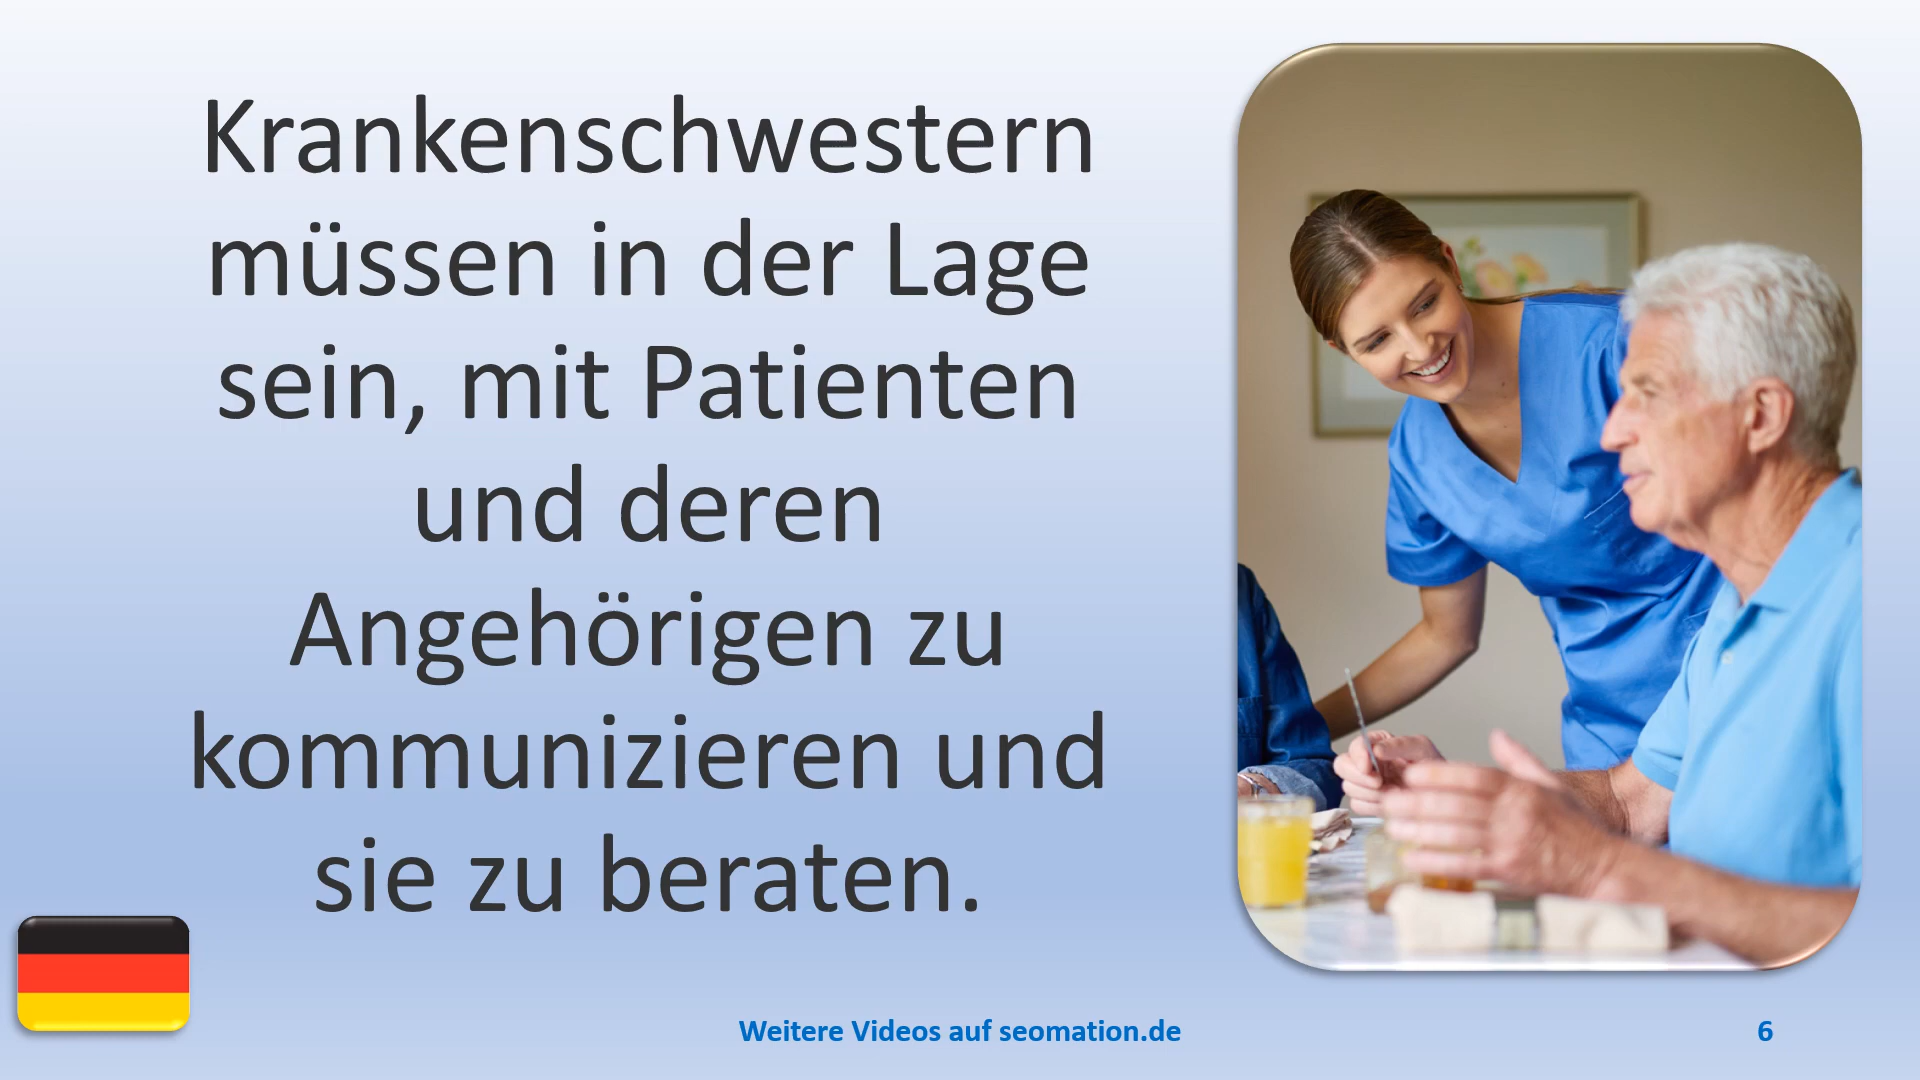 Krankenschwestern
müssen in der Lage
sein, mit Patienten
und deren
Angehörigen zu
kommunizieren und
sie zu beraten.
Weitere Videos auf seomation.de
6